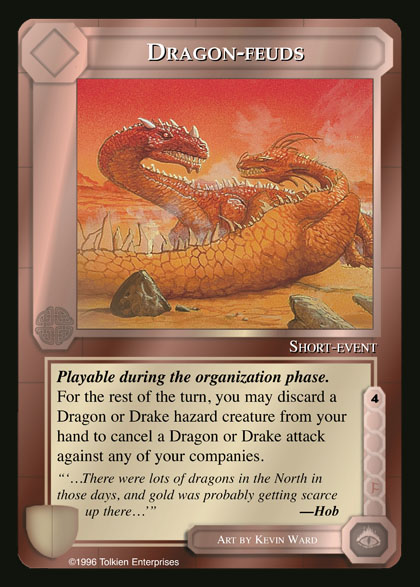 DRAGON-FEUDS
SHORT-EVENT
Playable during the organization phase.
For the rest of the turn, you may discard a
Dragon or Drake hazard creature from your
hand to cancel a Dragon or Drake attack
against any of your companies.
“‘…There were lots of dragons in the North in
those days, and gold was probably getting scarce
up there…’” —Hob
4
R
ART BY KEVIN WARD
©1996 Tolkien Enterprises